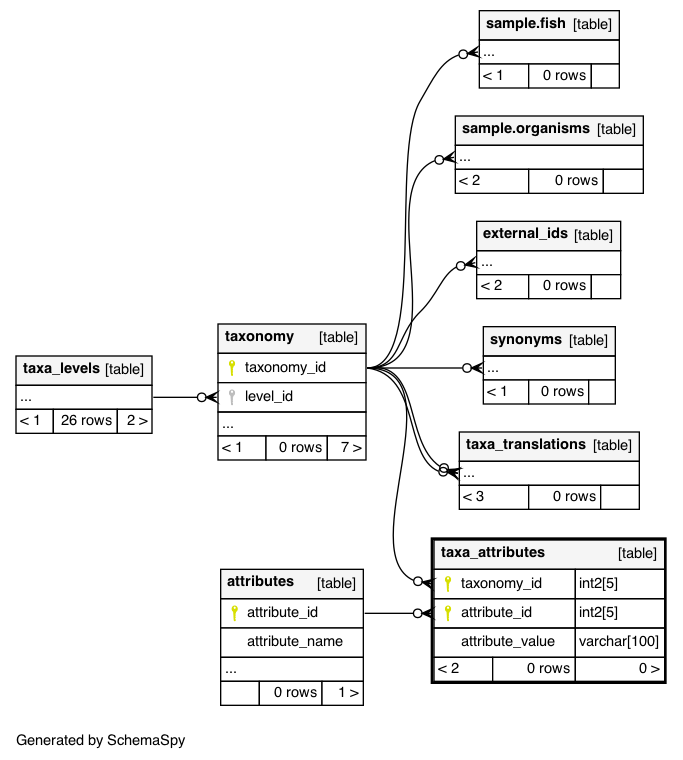 sample.fish [table]
...
< 1 0 rows
sample.organisms [table]
...
< 2 0 rows
external_ids [table]
...
< 2 0 rows
taxonomy [table]
taxonomy_id
level_id
...
< 1 0 rows 7 >
synonyms [table]
...
< 1 0 rows
taxa_levels [table]
...
< 1 26 rows 2 >
taxa_translations [table]
...
< 3 0 rows
taxa_attributes [table]
taxonomy_id int2[5]
attribute_id int2[5]
attribute_value varchar[100]
< 2 0 rows 0 >
attributes [table]
attribute_id
attribute_name
...
0 rows 1 >
Generated by SchemaSpy